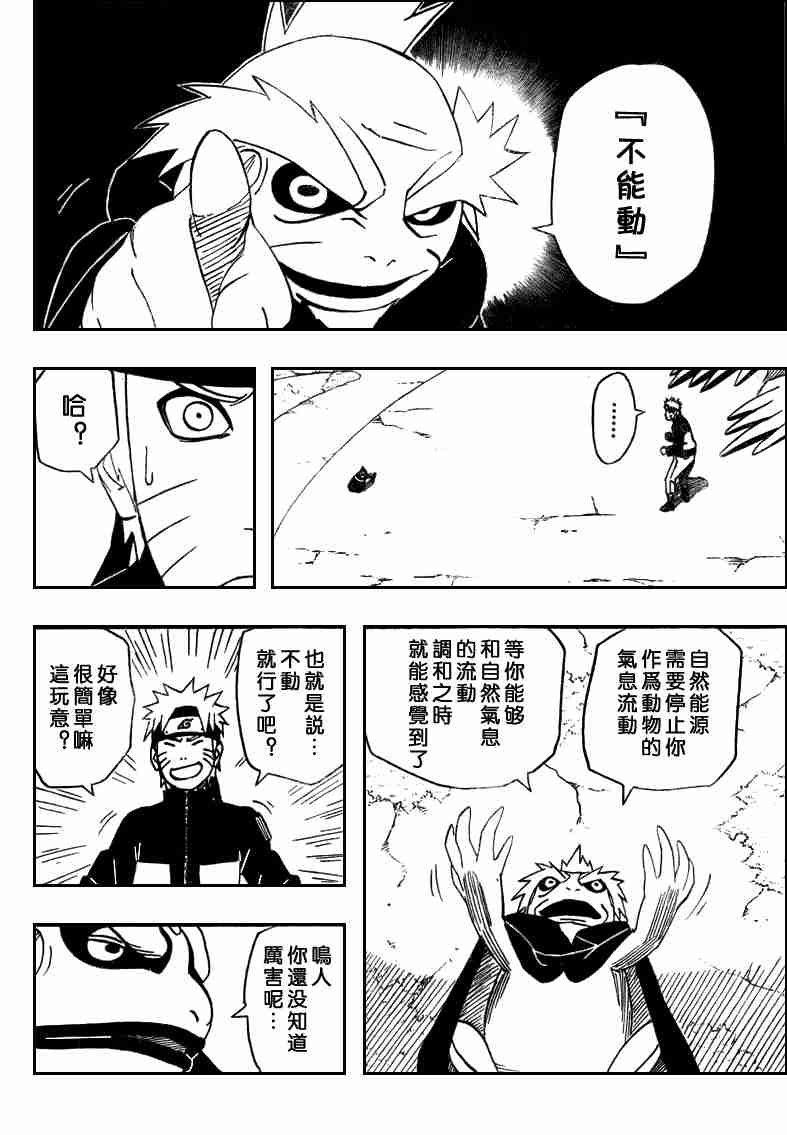 『不能動』
……
哈？
自然能源
需要停止你
作爲動物的
氣息流動
等你能够
和自然氣息
的流動
調和之時
就能感覺到了
也就是説…
不動
就行了吧？
好像
很簡單嘛
這玩意？
鳴人
你還没知道
厲害呢…